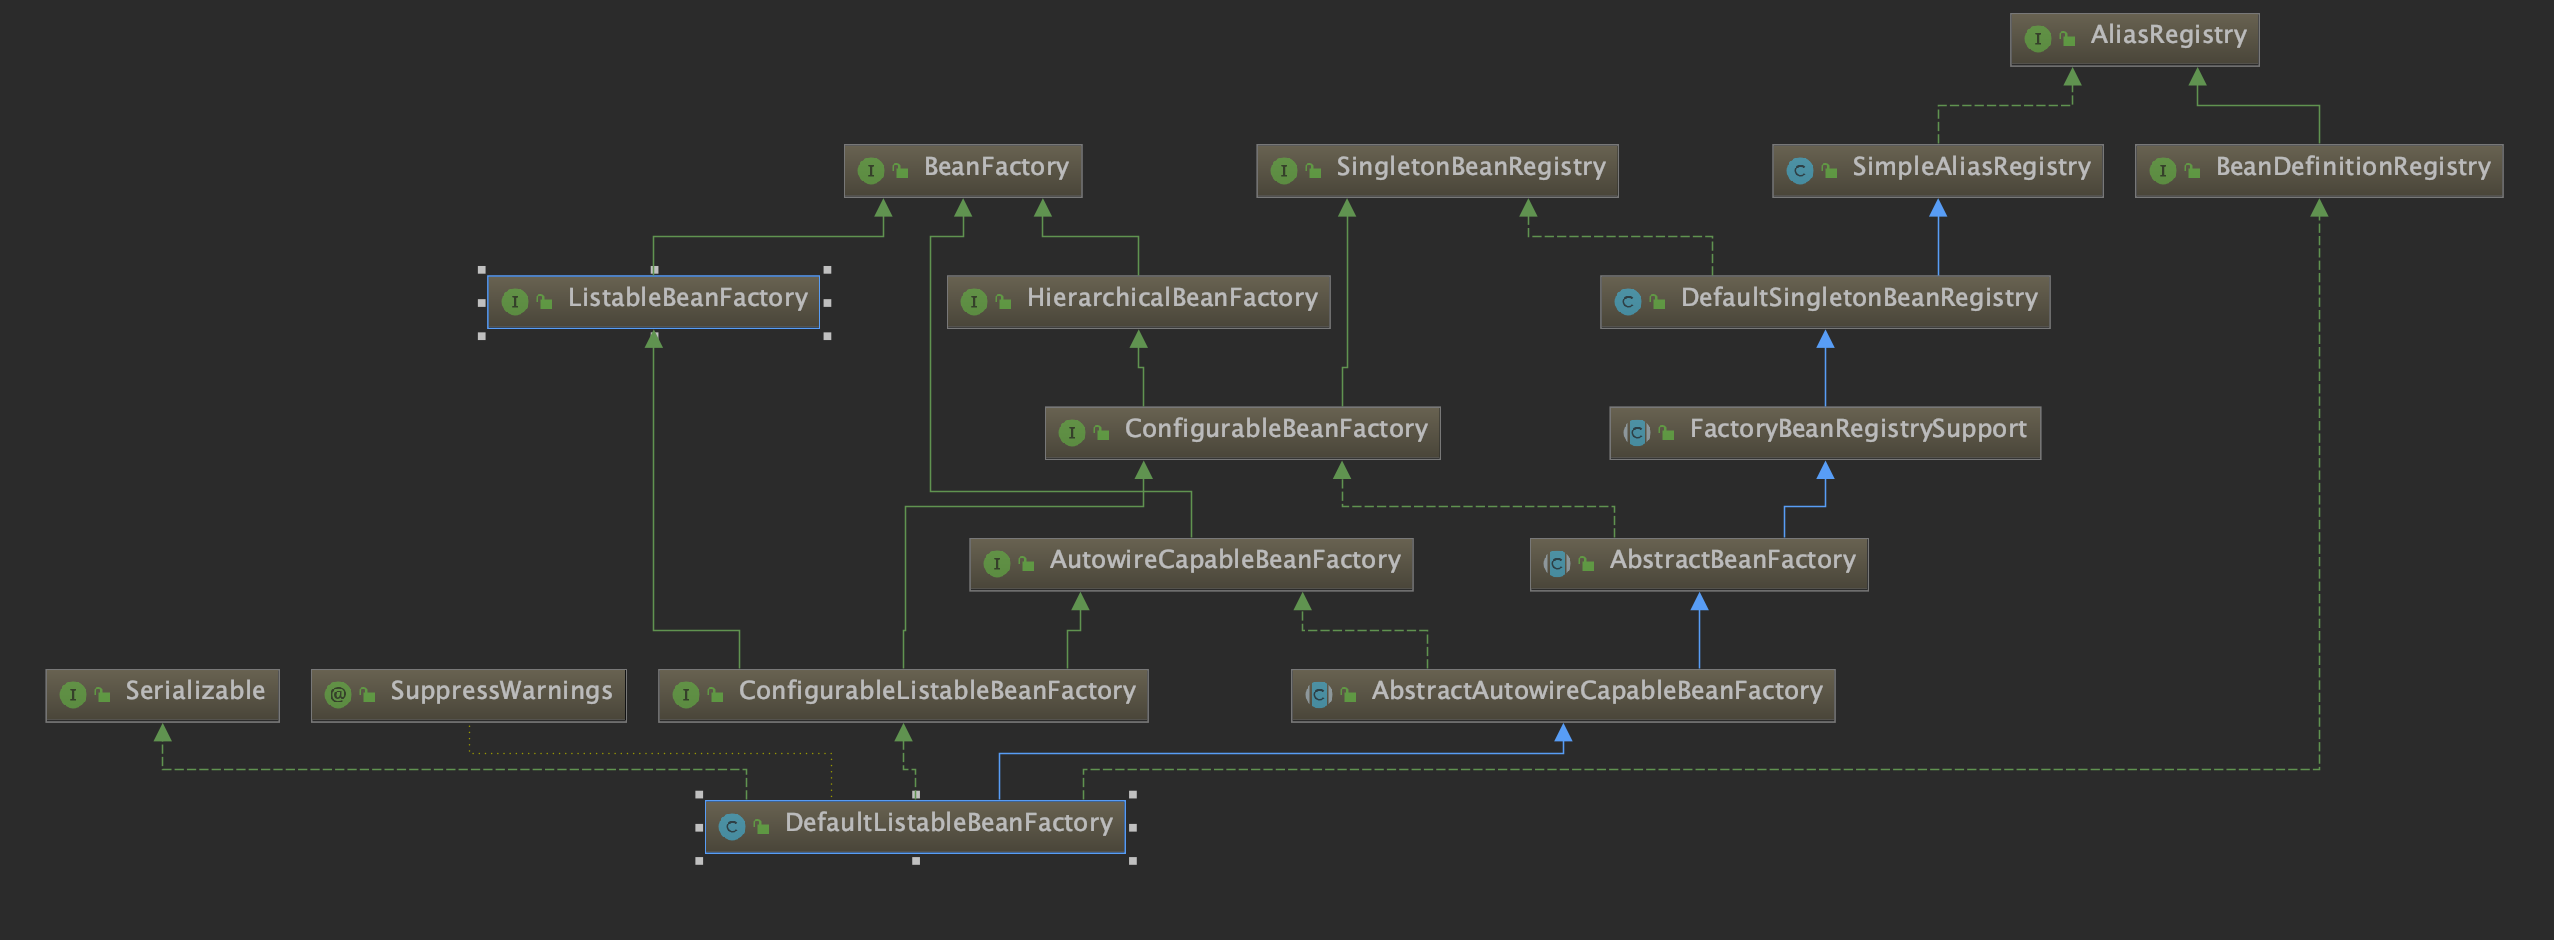 AliasRegistry
BeanFactory
SingletonBeanRegistry
SimpleAliasRegistry
BeanDefinitionRegistry
ListableBeanFactory
HierarchicalBeanFactory
DefaultSingletonBeanRegistry
ConfigurableBeanFactory
FactoryBeanRegistrySupport
AutowireCapableBeanFactory
AbstractBeanFactory
Serializable
SuppressWarnings
ConfigurableListableBeanFactory
AbstractAutowireCapableBeanFactory
DefaultListableBeanFactory